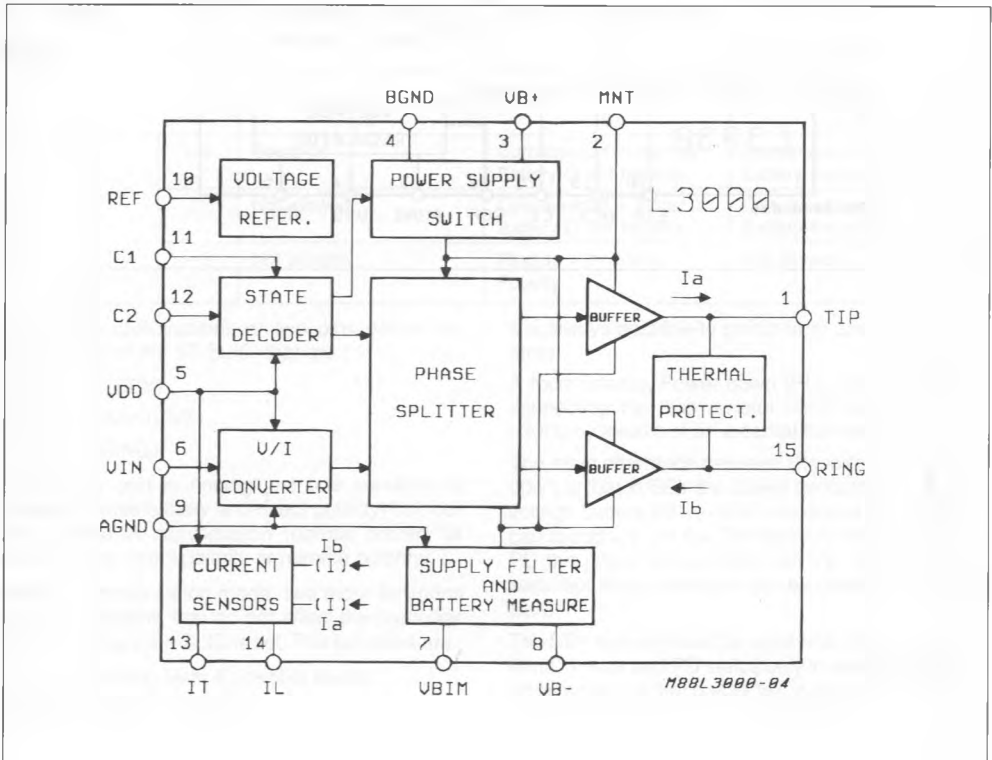 BGND VB+ MNT
4 3 2
10 VOLTAGE POWER SUPPLY L3000
REF REFER. SWITCH
11
C1
12 STATE Ia 1
C2 DECODER BUFFER TIP
5 PHASE THERMAL
VDD SPLITTER PROTECT.
6 V/I 15
VIN CONVERTER BUFFER RING
9 Ib
AGND
Ib
CURRENT (I) SUPPLY FILTER
AND
SENSORS (I) BATTERY MEASURE
Ia
13 14 7 8
IT IL VBIM VB-
M88L3000-04